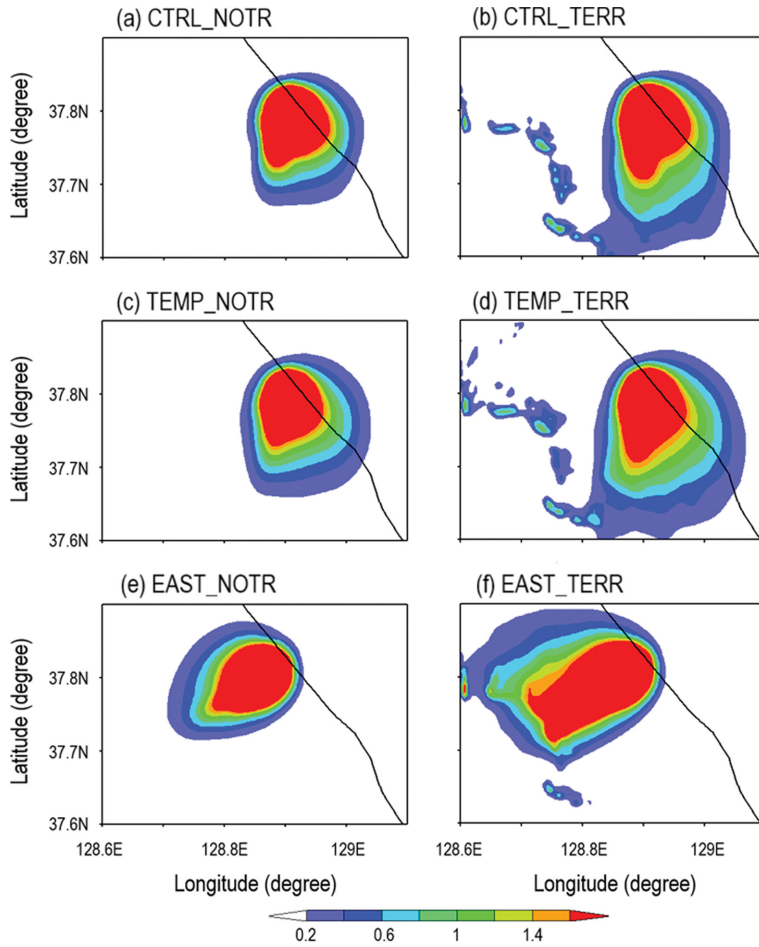 (a) CTRL_NOTR
(b) CTRL_TERR
Latitude (degree)
37.8N
37.7N
37.6N
(c) TEMP_NOTR
(d) TEMP_TERR
Latitude (degree)
37.8N
37.7N
37.6N
(e) EAST_NOTR
(f) EAST_TERR
Latitude (degree)
37.8N
37.7N
37.6N
128.6E 128.8E 129E
128.6E 128.8E 129E
Longitude (degree)
Longitude (degree)
0.2 0.6 1 1.4